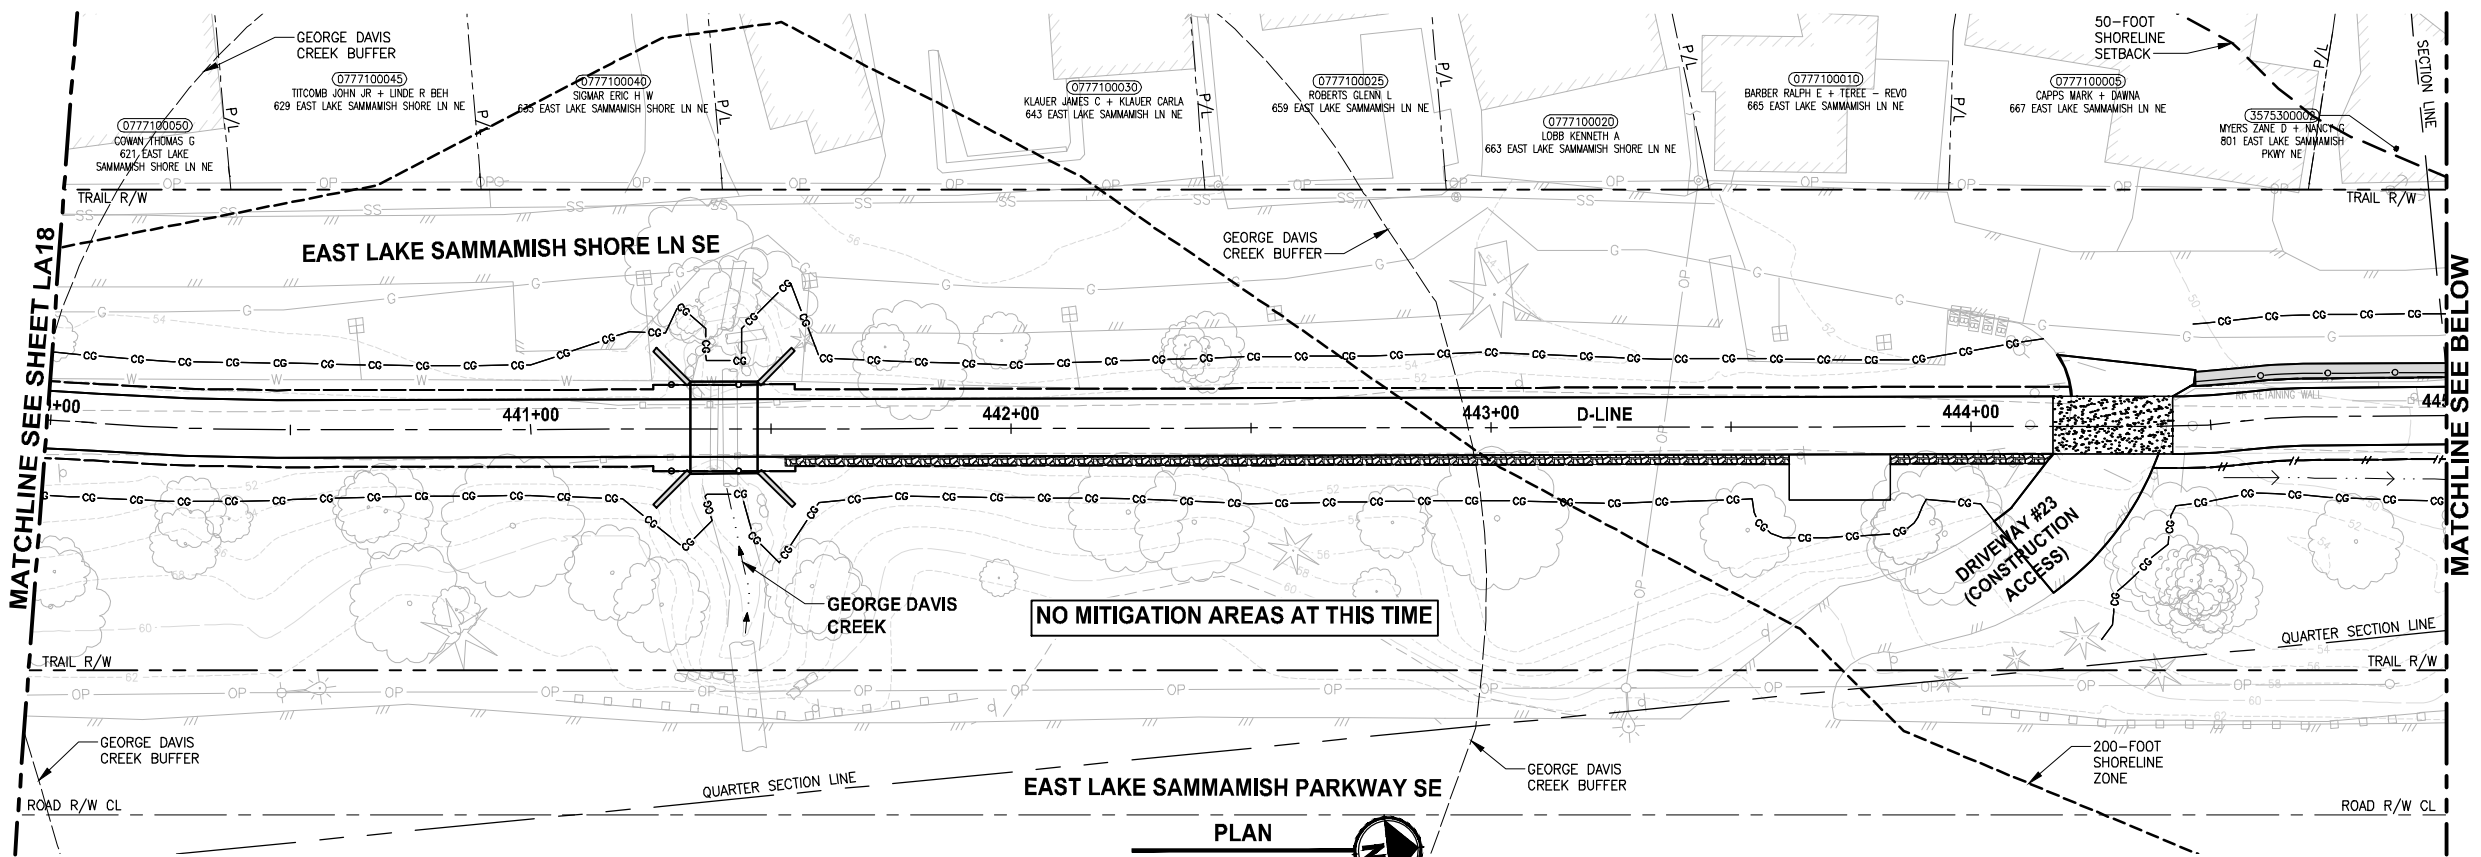 GEORGE DAVIS
CREEK BUFFER
0777100045
TITCOMB JOHN JR + LINDE R BEH
629 EAST LAKE SAMMAMISH SHORE LN NE
0777100040
SIGMAR ERIC H W
635 EAST LAKE SAMMAMISH SHORE LN NE
0777100030
KLAUER JAMES C + KLAUER CARLA
643 EAST LAKE SAMMAMISH LN NE
0777100025
ROBERTS GLENN L
659 EAST LAKE SAMMAMISH LN NE
0777100010
BARBER RALPH E + TEREE - REVO
665 EAST LAKE SAMMAMISH LN NE
0777100005
CAPPS MARK + DAWNA
667 EAST LAKE SAMMAMISH LN NE
50-FOOT
SHORELINE
SETBACK
SECTION LINE
0777100050
COWAN THOMAS G
621 EAST LAKE
SAMMAMISH SHORE LN NE
0777100020
LOBB KENNETH A
663 EAST LAKE SAMMAMISH SHORE LN NE
3575300002
MYERS ZANE D + NANCY G
801 EAST LAKE SAMMAMISH
PKWY NE
P/L
P/L
P/L
P/L
P/L
P/L
P/L
P/L
TRAIL R/W
TRAIL R/W
EAST LAKE SAMMAMISH SHORE LN SE
GEORGE DAVIS
CREEK BUFFER
MATCHLINE SEE SHEET LA18
MATCHLINE SEE BELOW
+00
441+00
442+00
443+00
D-LINE
444+00
RR RETAINING WALL
DRIVEWAY #23
(CONSTRUCTION
ACCESS)
GEORGE DAVIS
CREEK
NO MITIGATION AREAS AT THIS TIME
QUARTER SECTION LINE
TRAIL R/W
TRAIL R/W
GEORGE DAVIS
CREEK BUFFER
QUARTER SECTION LINE
EAST LAKE SAMMAMISH PARKWAY SE
GEORGE DAVIS
CREEK BUFFER
200-FOOT
SHORELINE
ZONE
ROAD R/W CL
ROAD R/W CL
PLAN
N